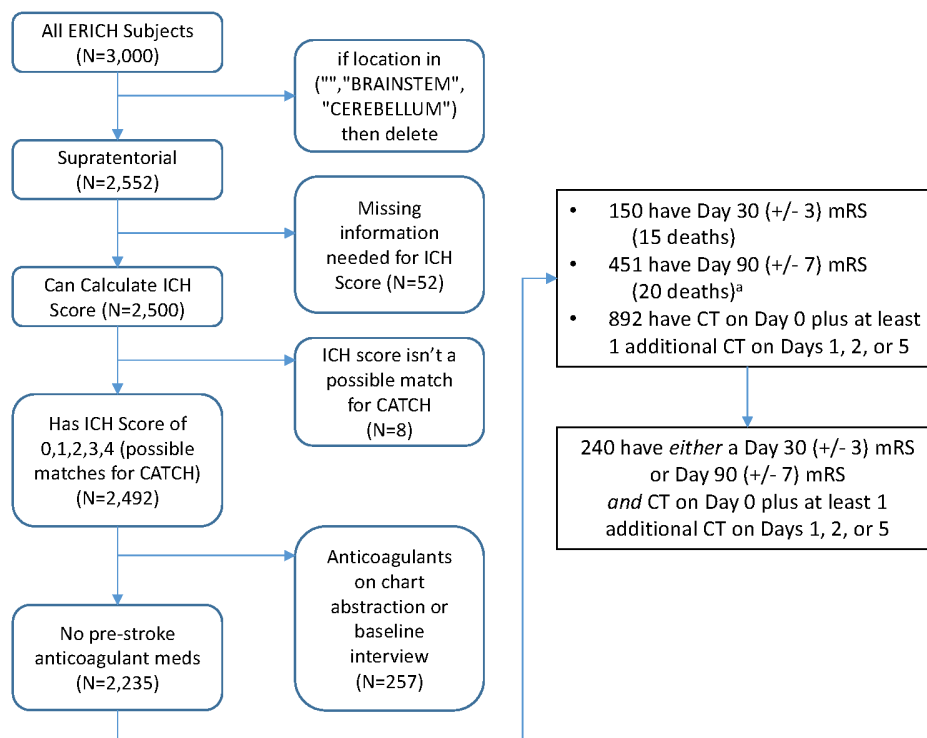 All ERICH Subjects
(N=3,000)
if location in
("","BRAINSTEM",
"CEREBELLUM")
then delete
Supratentorial
(N=2,552)
Missing
information
needed for ICH
Score (N=52)
Can Calculate ICH
Score (N=2,500)
ICH score isn't a
possible match
for CATCH
(N=8)
Has ICH Score of
0,1,2,3,4 (possible
matches for CATCH)
(N=2,492)
Anticoagulants
on chart
abstraction or
baseline
interview
(N=257)
No pre-stroke
anticoagulant meds
(N=2,235)
• 150 have Day 30 (+/- 3) mRS
(15 deaths)
• 451 have Day 90 (+/- 7) mRS
(20 deaths)ᵃ
• 892 have CT on Day 0 plus at least
1 additional CT on Days 1, 2, or 5
240 have either a Day 30 (+/- 3) mRS
or Day 90 (+/- 7) mRS
and CT on Day 0 plus at least 1
additional CT on Days 1, 2, or 5